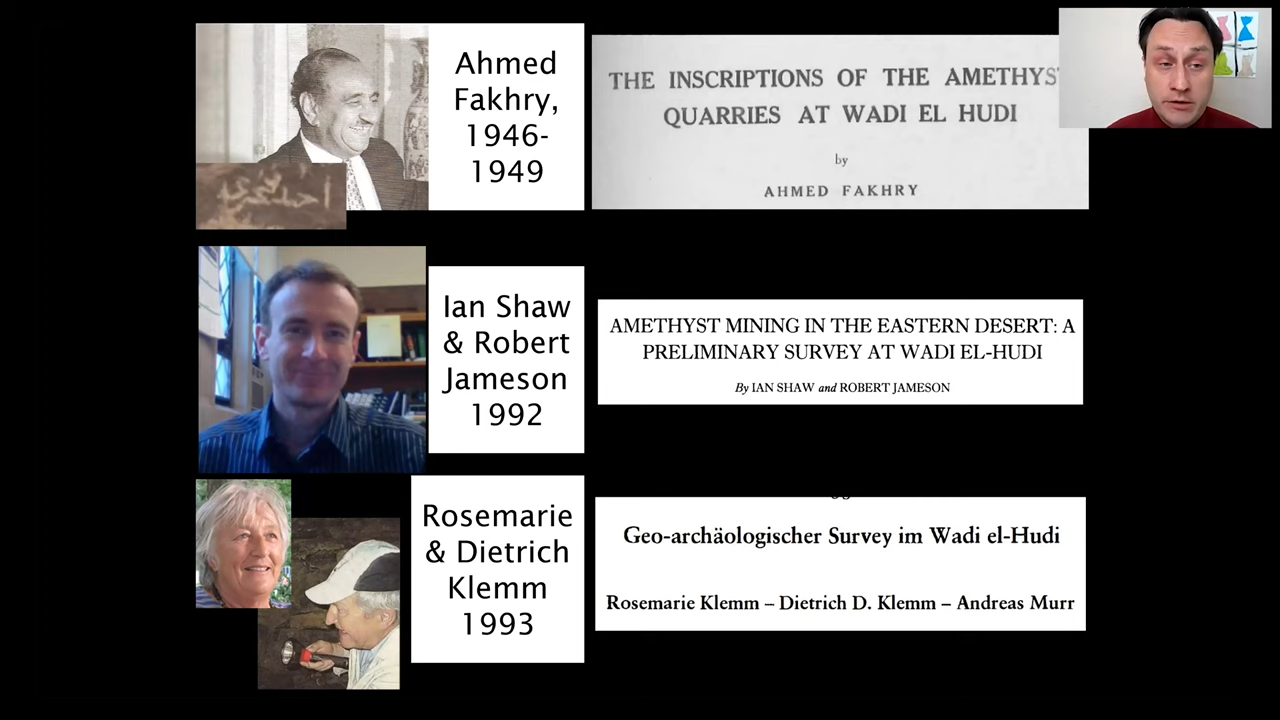 Ahmed
Fakhry,
1946-
1949
احمد فخري
THE INSCRIPTIONS OF THE AMETHYST
QUARRIES AT WADI EL HUDI
by
AHMED FAKHRY
Ian Shaw
& Robert
Jameson
1992
AMETHYST MINING IN THE EASTERN DESERT: A
PRELIMINARY SURVEY AT WADI EL-HUDI
By IAN SHAW and ROBERT JAMESON
Rosemarie
& Dietrich
Klemm
1993
Geo-archäologischer Survey im Wadi el-Hudi
Rosemarie Klemm – Dietrich D. Klemm – Andreas Murr